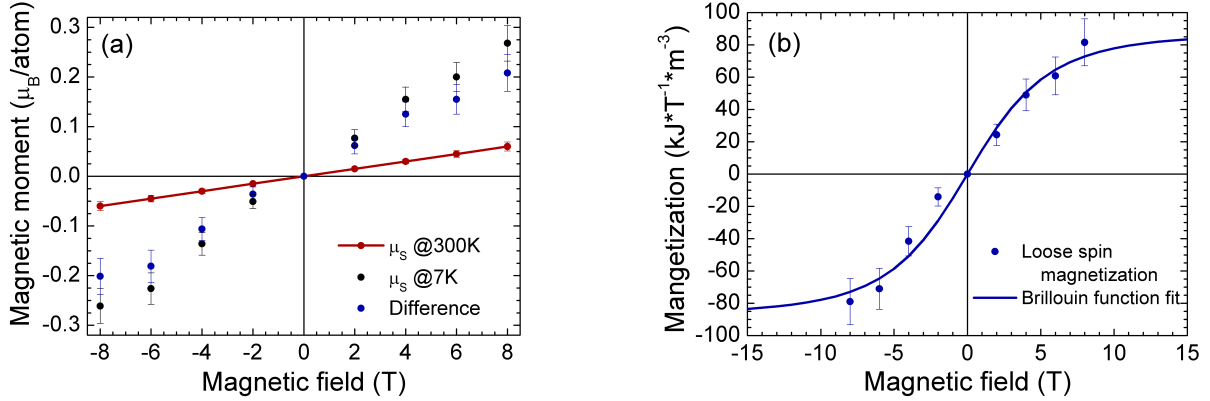 (a)
Magnetic moment (μB/atom)
0.3
0.2
0.1
0.0
-0.1
-0.2
-0.3
μS @300K
μS @7K
Difference
-8 -6 -4 -2 0 2 4 6 8
Magnetic field (T)
(b)
Mangetization (kJ*T-1*m-3)
100
80
60
40
20
0
-20
-40
-60
-80
-100
Loose spin
magnetization
Brillouin function fit
-15 -10 -5 0 5 10 15
Magnetic field (T)